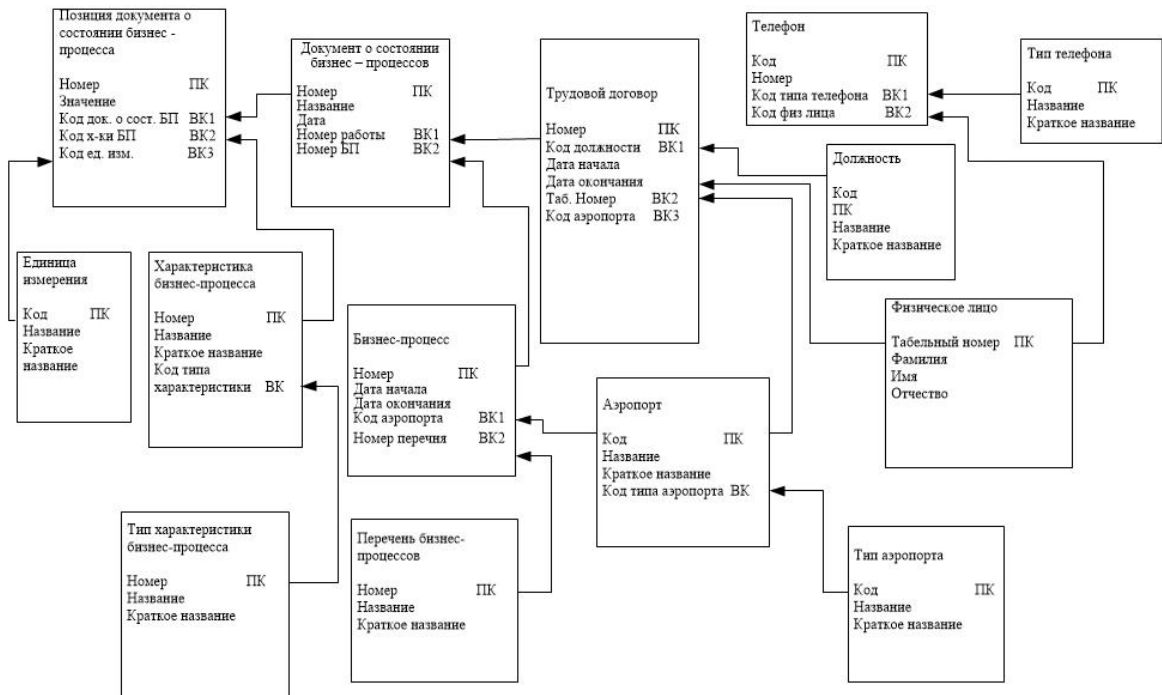 Позиция документа о
состоянии бизнес -
процесса
Номер ПК
Значение
Код док. о сост. БП ВК1
Код х-ки БП ВК2
Код ед. изм. ВК3
Документ о состоянии
бизнес – процессов
Номер ПК
Название
Дата
Номер работы ВК1
Номер БП ВК2
Трудовой договор
Номер ПК
Код должности ВК1
Дата начала
Дата окончания
Таб. Номер ВК2
Код аэропорта ВК3
Телефон
Код ПК
Номер
Код типа телефона ВК1
Код физ лица ВК2
Тип телефона
Код ПК
Название
Краткое название
Должность
Код
ПК
Название
Краткое название
Единица
измерения
Код ПК
Название
Краткое
название
Характеристика
бизнес-процесса
Номер ПК
Название
Краткое название
Код типа
характеристики ВК
Бизнес-процесс
Номер ПК
Дата начала
Дата окончания
Код аэропорта ВК1
Номер перечня ВК2
Аэропорт
Код ПК
Название
Краткое название
Код типа аэропорта ВК
Физическое лицо
Табельный номер ПК
Фамилия
Имя
Отчество
Тип характеристики
бизнес-процесса
Номер ПК
Название
Краткое название
Перечень бизнес-
процессов
Номер ПК
Название
Краткое название
Тип аэропорта
Код ПК
Название
Краткое название